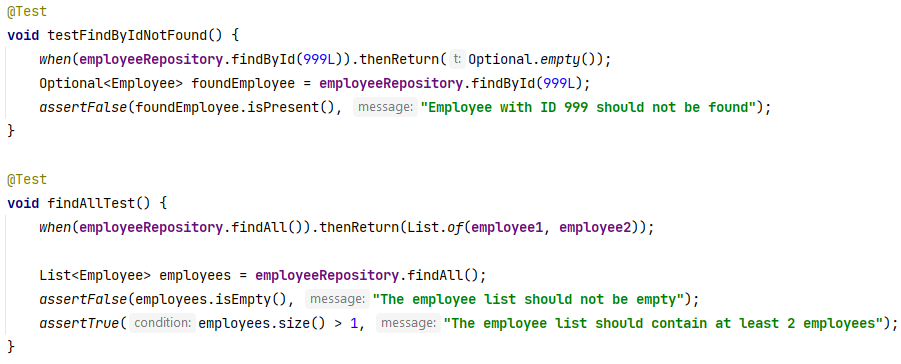 @Test
void testFindByIdNotFound() {
    when(employeeRepository.findById(999L)).thenReturn( t: Optional.empty());
    Optional<Employee> foundEmployee = employeeRepository.findById(999L);
    assertFalse(foundEmployee.isPresent(), message: "Employee with ID 999 should not be found");
}

@Test
void findAllTest() {
    when(employeeRepository.findAll()).thenReturn(List.of(employee1, employee2));

    List<Employee> employees = employeeRepository.findAll();
    assertFalse(employees.isEmpty(), message: "The employee list should not be empty");
    assertTrue( condition: employees.size() > 1, message: "The employee list should contain at least 2 employees");
}